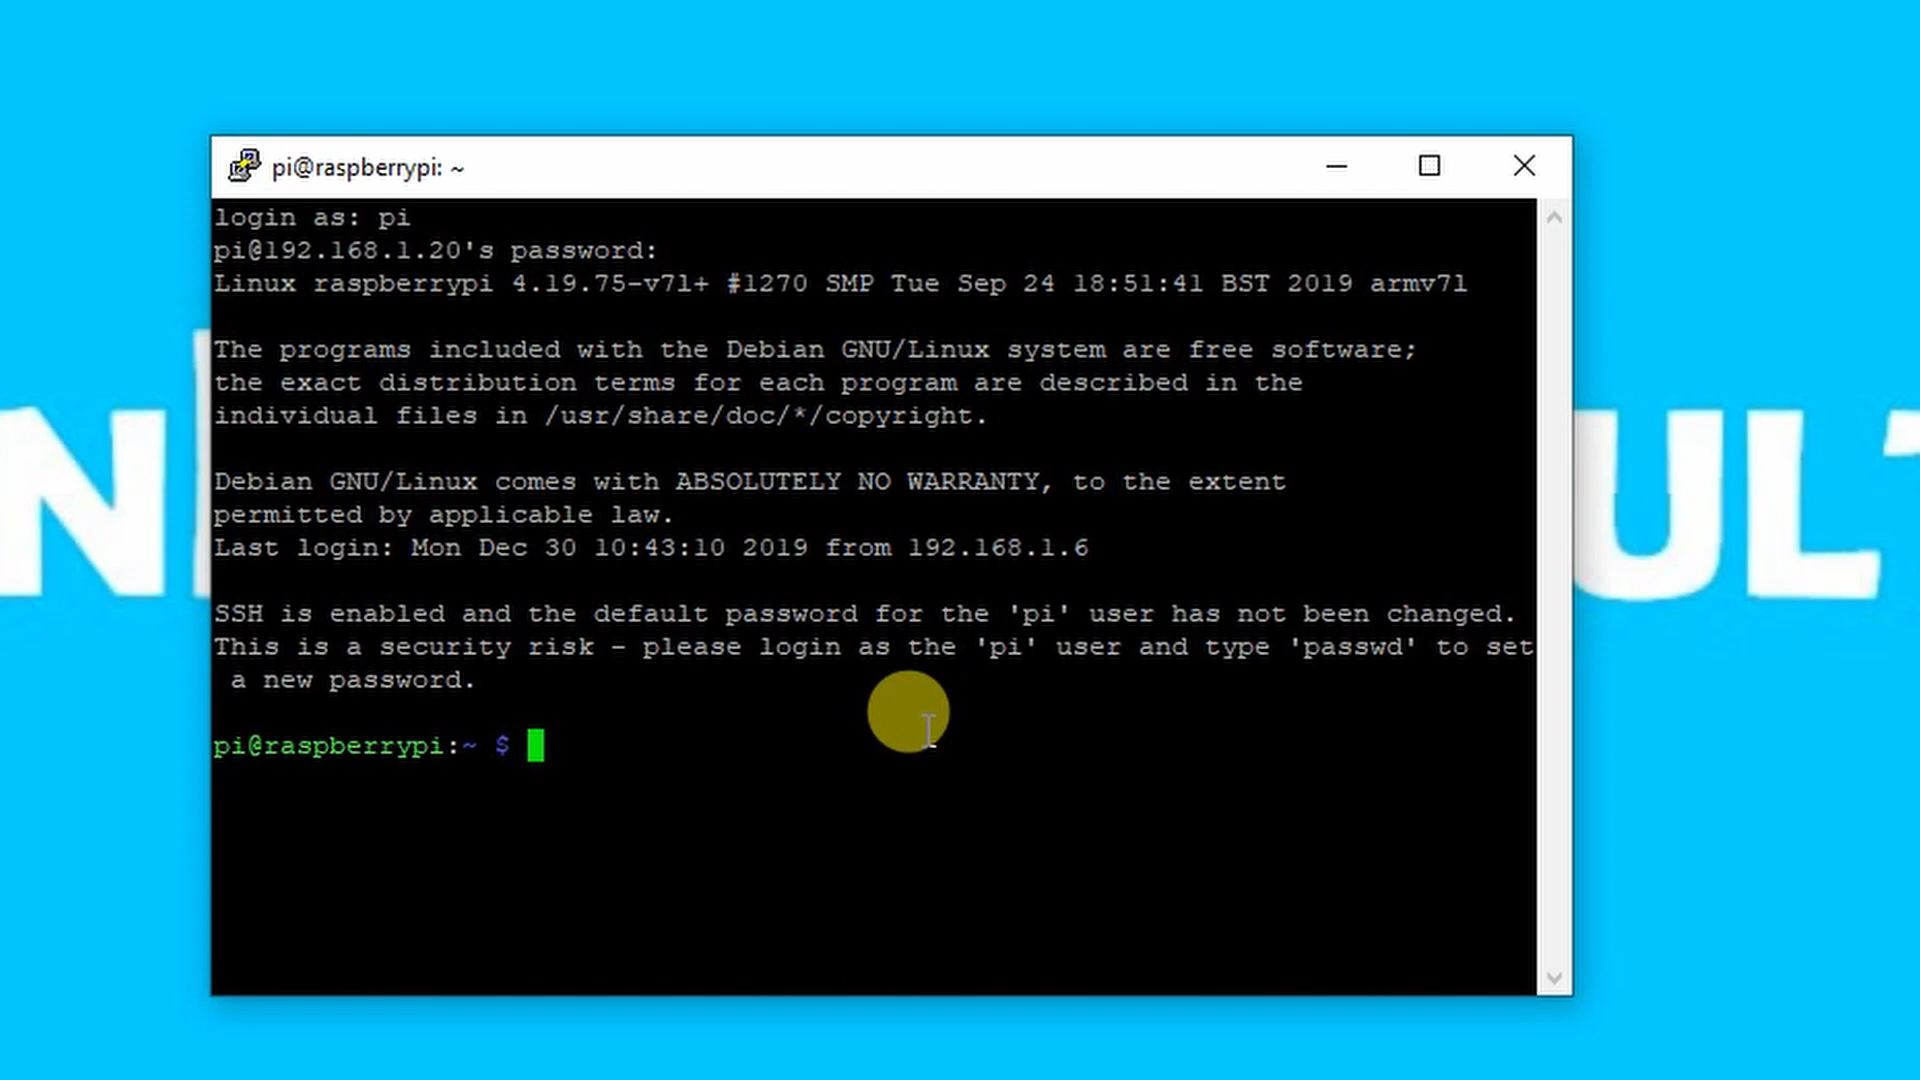 pi@raspberrypi: ~
login as: pi
pi@192.168.1.20's password:
Linux raspberrypi 4.19.75-v7l+ #1270 SMP Tue Sep 24 18:51:41 BST 2019 armv7l
The programs included with the Debian GNU/Linux system are free software;
the exact distribution terms for each program are described in the
individual files in /usr/share/doc/*/copyright.
Debian GNU/Linux comes with ABSOLUTELY NO WARRANTY, to the extent
permitted by applicable law.
Last login: Mon Dec 30 10:43:10 2019 from 192.168.1.6
SSH is enabled and the default password for the 'pi' user has not been changed.
This is a security risk - please login as the 'pi' user and type 'passwd' to set
a new password.
pi@raspberrypi:~ $